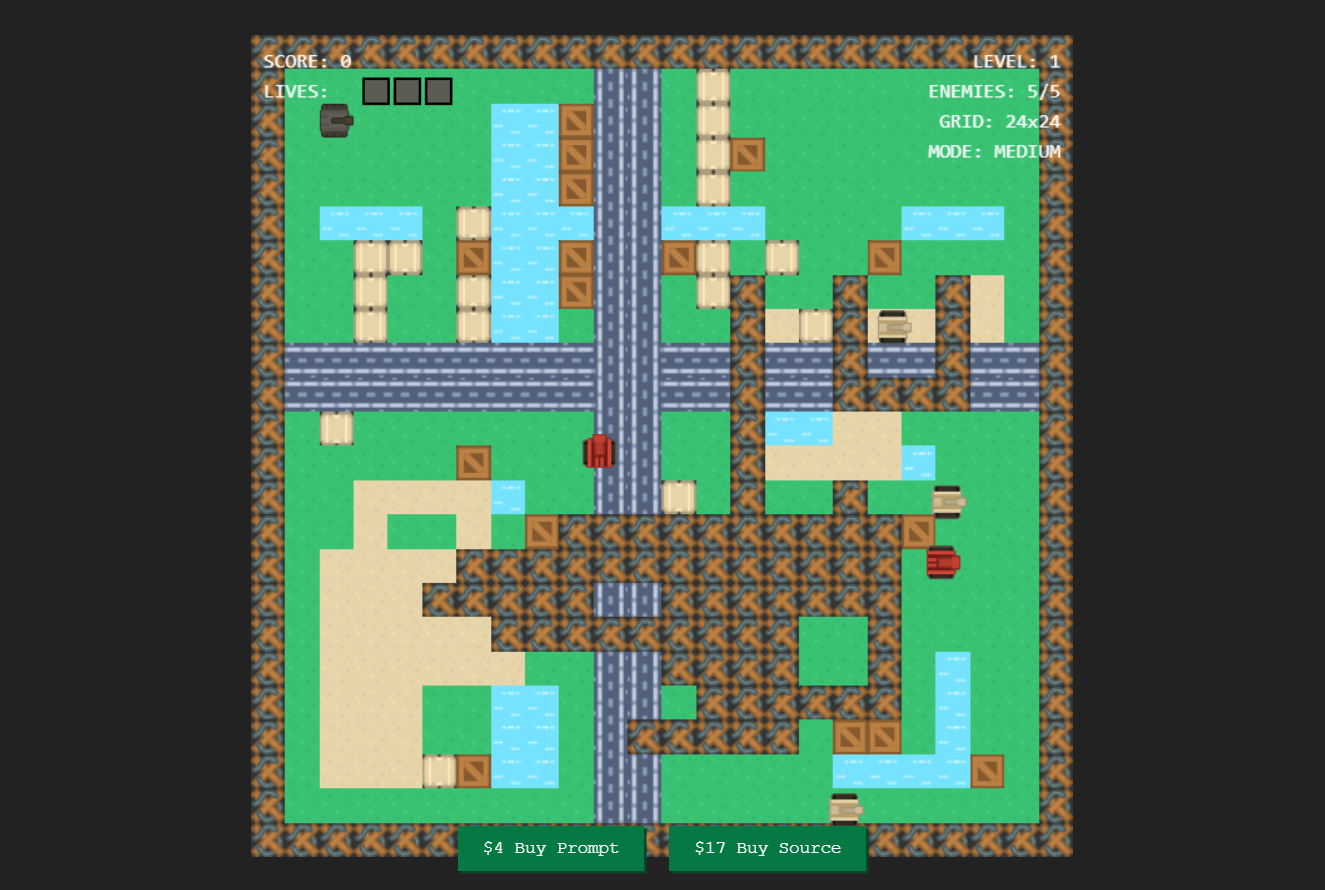 SCORE: 0
LIVES:
LEVEL: 1
ENEMIES: 5/5
GRID: 24x24
MODE: MEDIUM
$4 Buy Prompt
$17 Buy Source